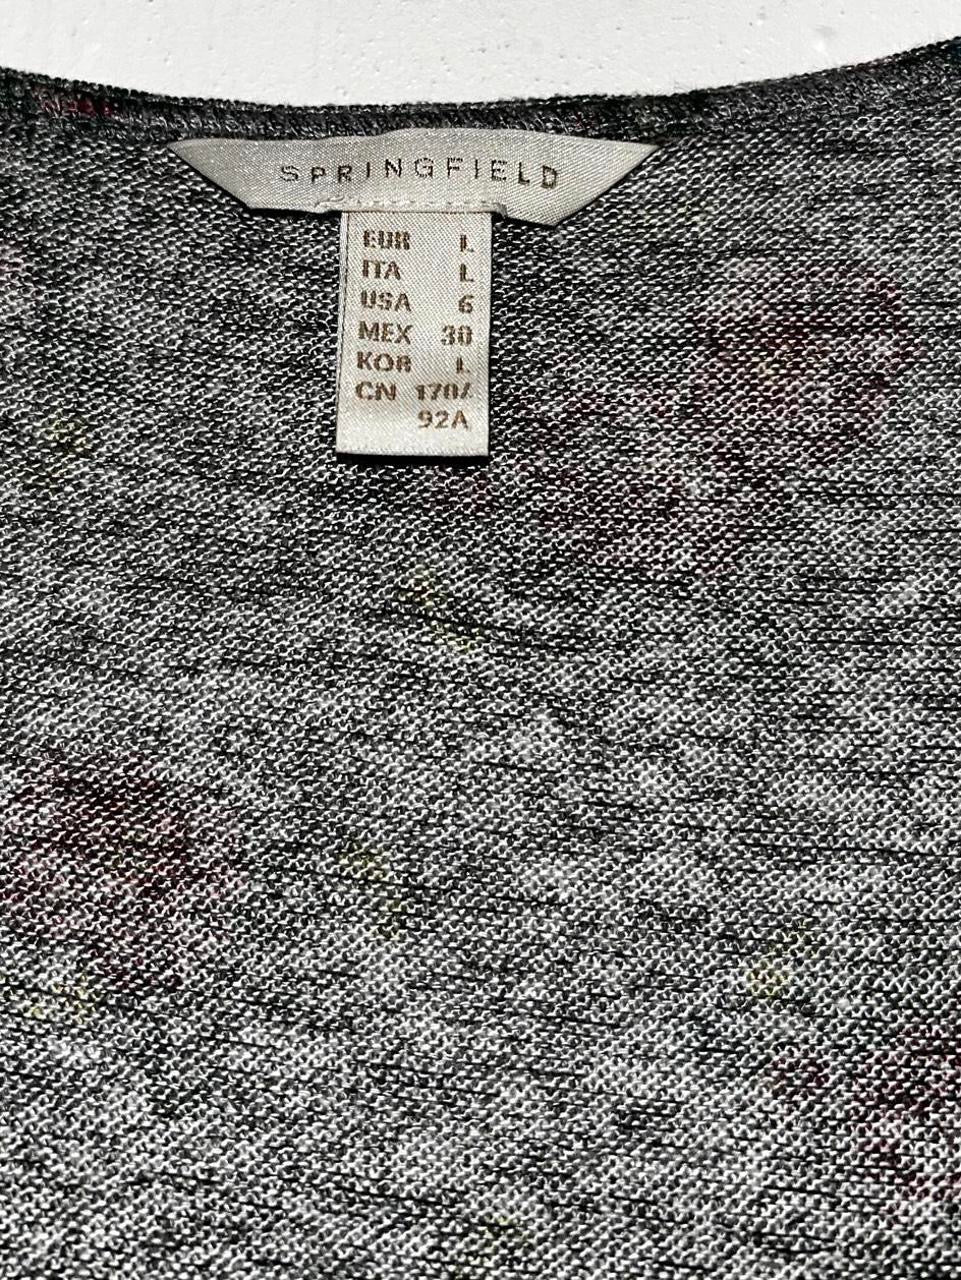 SPRINGFIELD
EUR L
ITA L
USA 6
MEX 30
KOR L
CN 170/
92A